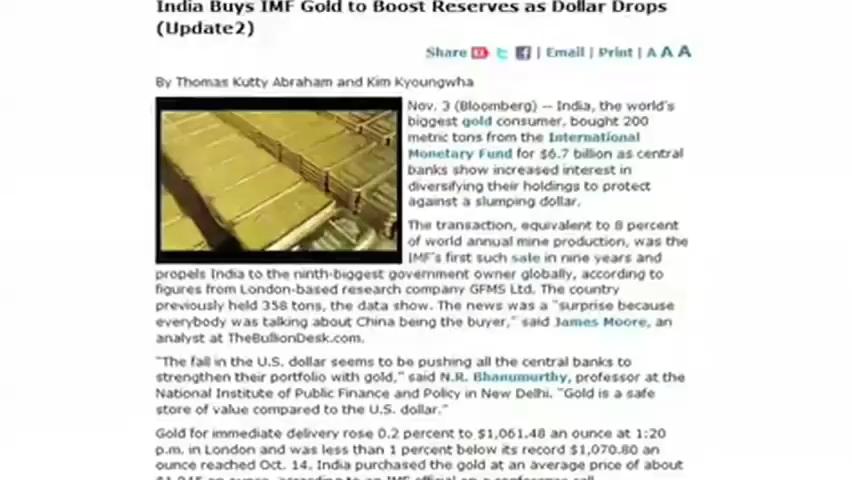 India Buys IMF Gold to Boost Reserves as Dollar Drops
(Update2)
Share | Email | Print | A A A
By Thomas Kutty Abraham and Kim Kyoungwha
Nov. 3 (Bloomberg) -- India, the world's
biggest gold consumer, bought 200
metric tons from the International
Monetary Fund for $6.7 billion as central
banks show increased interest in
diversifying their holdings to protect
against a slumping dollar.
The transaction, equivalent to 8 percent
of world annual mine production, was the
IMF's first such sale in nine years and
propels India to the ninth-biggest government owner globally, according to
figures from London-based research company GFMS Ltd. The country
previously held 358 tons, the data show. The news was a "surprise because
everybody was talking about China being the buyer," said James Moore, an
analyst at TheBullionDesk.com.
"The fall in the U.S. dollar seems to be pushing all the central banks to
strengthen their portfolio with gold," said N.R. Bhanumurthy, professor at the
National Institute of Public Finance and Policy in New Delhi. "Gold is a safe
store of value compared to the U.S. dollar."
Gold for immediate delivery rose 0.2 percent to $1,061.48 an ounce at 1:20
p.m. in London and was less than 1 percent below its record $1,070.80 an
ounce reached Oct. 14. India purchased the gold at an average price of about
an ounce, according to an IMF official on a conference call.